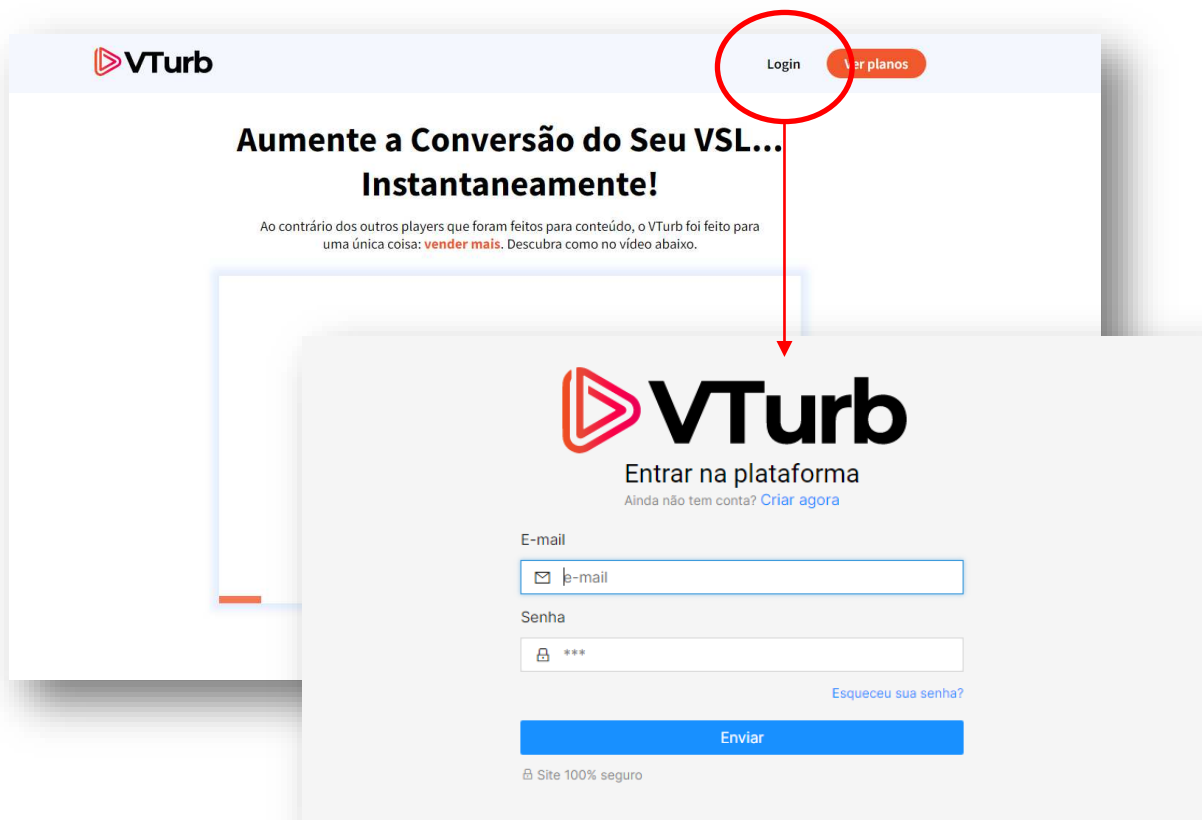 VTurb
Login
Ver planos
Aumente a Conversão do Seu VSL...
Instantaneamente!
Ao contrário dos outros players que foram feitos para conteúdo, o VTurb foi feito para
uma única coisa: vender mais. Descubra como no vídeo abaixo.
VTurb
Entrar na plataforma
Ainda não tem conta? Criar agora
E-mail
e-mail
Senha
***
Esqueceu sua senha?
Enviar
Site 100% seguro